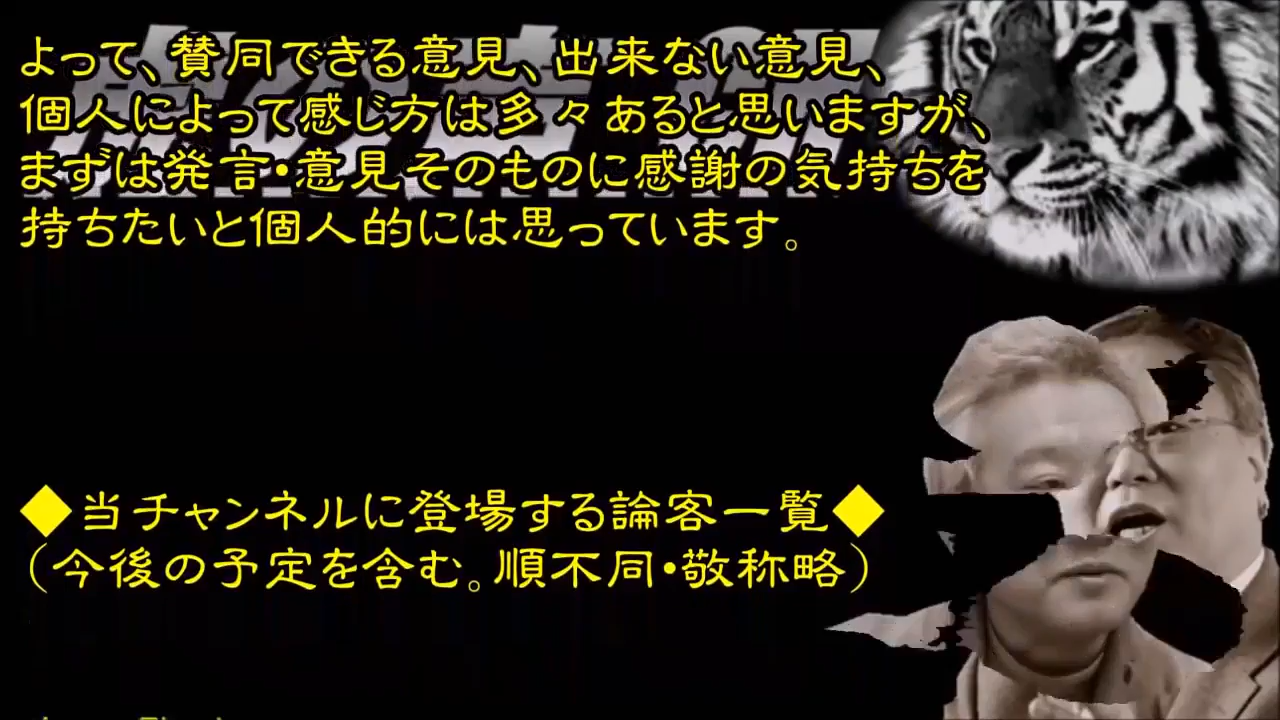 よって、賛同できる意見、出来ない意見、
個人によって感じ方は多々あると思いますが、
まずは発言・意見そのものに感謝の気持ちを
持ちたいと個人的には思っています。
◆当チャンネルに登場する論客一覧◆
(今後の予定を含む。順不同・敬称略)